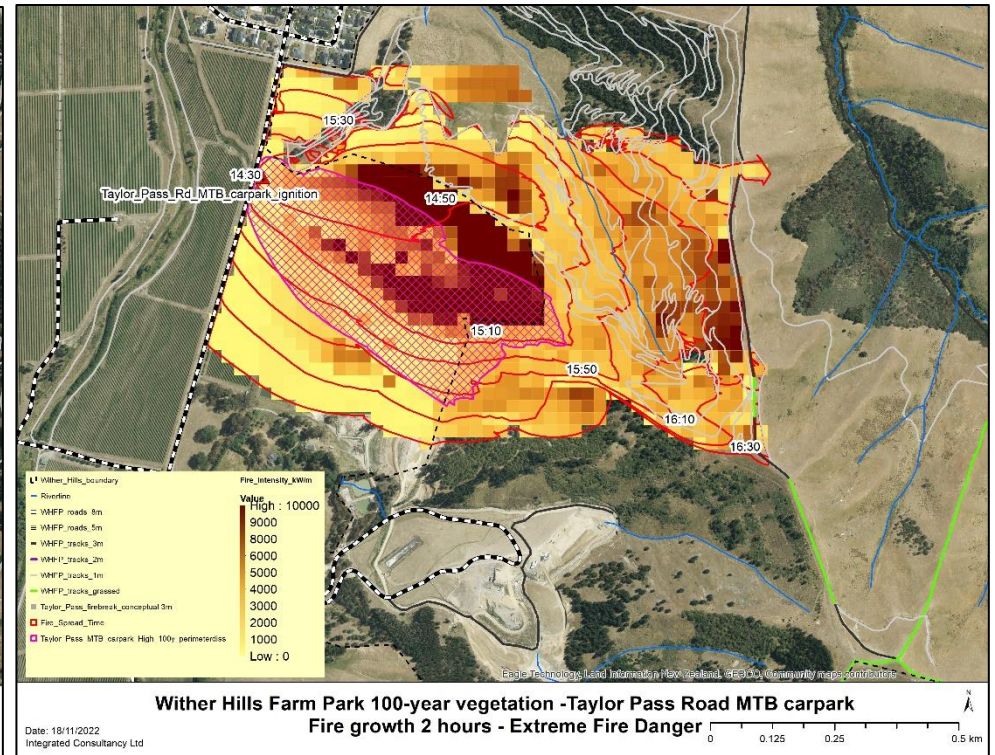 15:30
14:30
Taylor_Pass_Rd_MTB_carpark_ignition
14:50
15:10
15:50
16:10
16:30
Wither_Hills_boundary
Riverline
WHFP_roads_8m
WHFP_roads_5m
WHFP_tracks_3m
WHFP_tracks_2m
WHFP_tracks_1m
WHFP_tracks_grassed
Taylor_Pass_firebreak_conceptual 3m
Fire_Spread_Time
Taylor Pass MTB carpark High 100y perimeterdiss
Fire_Intensity_kW/m
Value
High : 10000
9000
8000
7000
6000
5000
4000
3000
2000
1000
Low : 0
Eagle Technology, Land Information New Zealand, GEBCO, Community maps contributors
Wither Hills Farm Park 100-year vegetation -Taylor Pass Road MTB carpark
Fire growth 2 hours - Extreme Fire Danger
Date: 18/11/2022
Integrated Consultancy Ltd
0 0.125 0.25 0.5 km
N